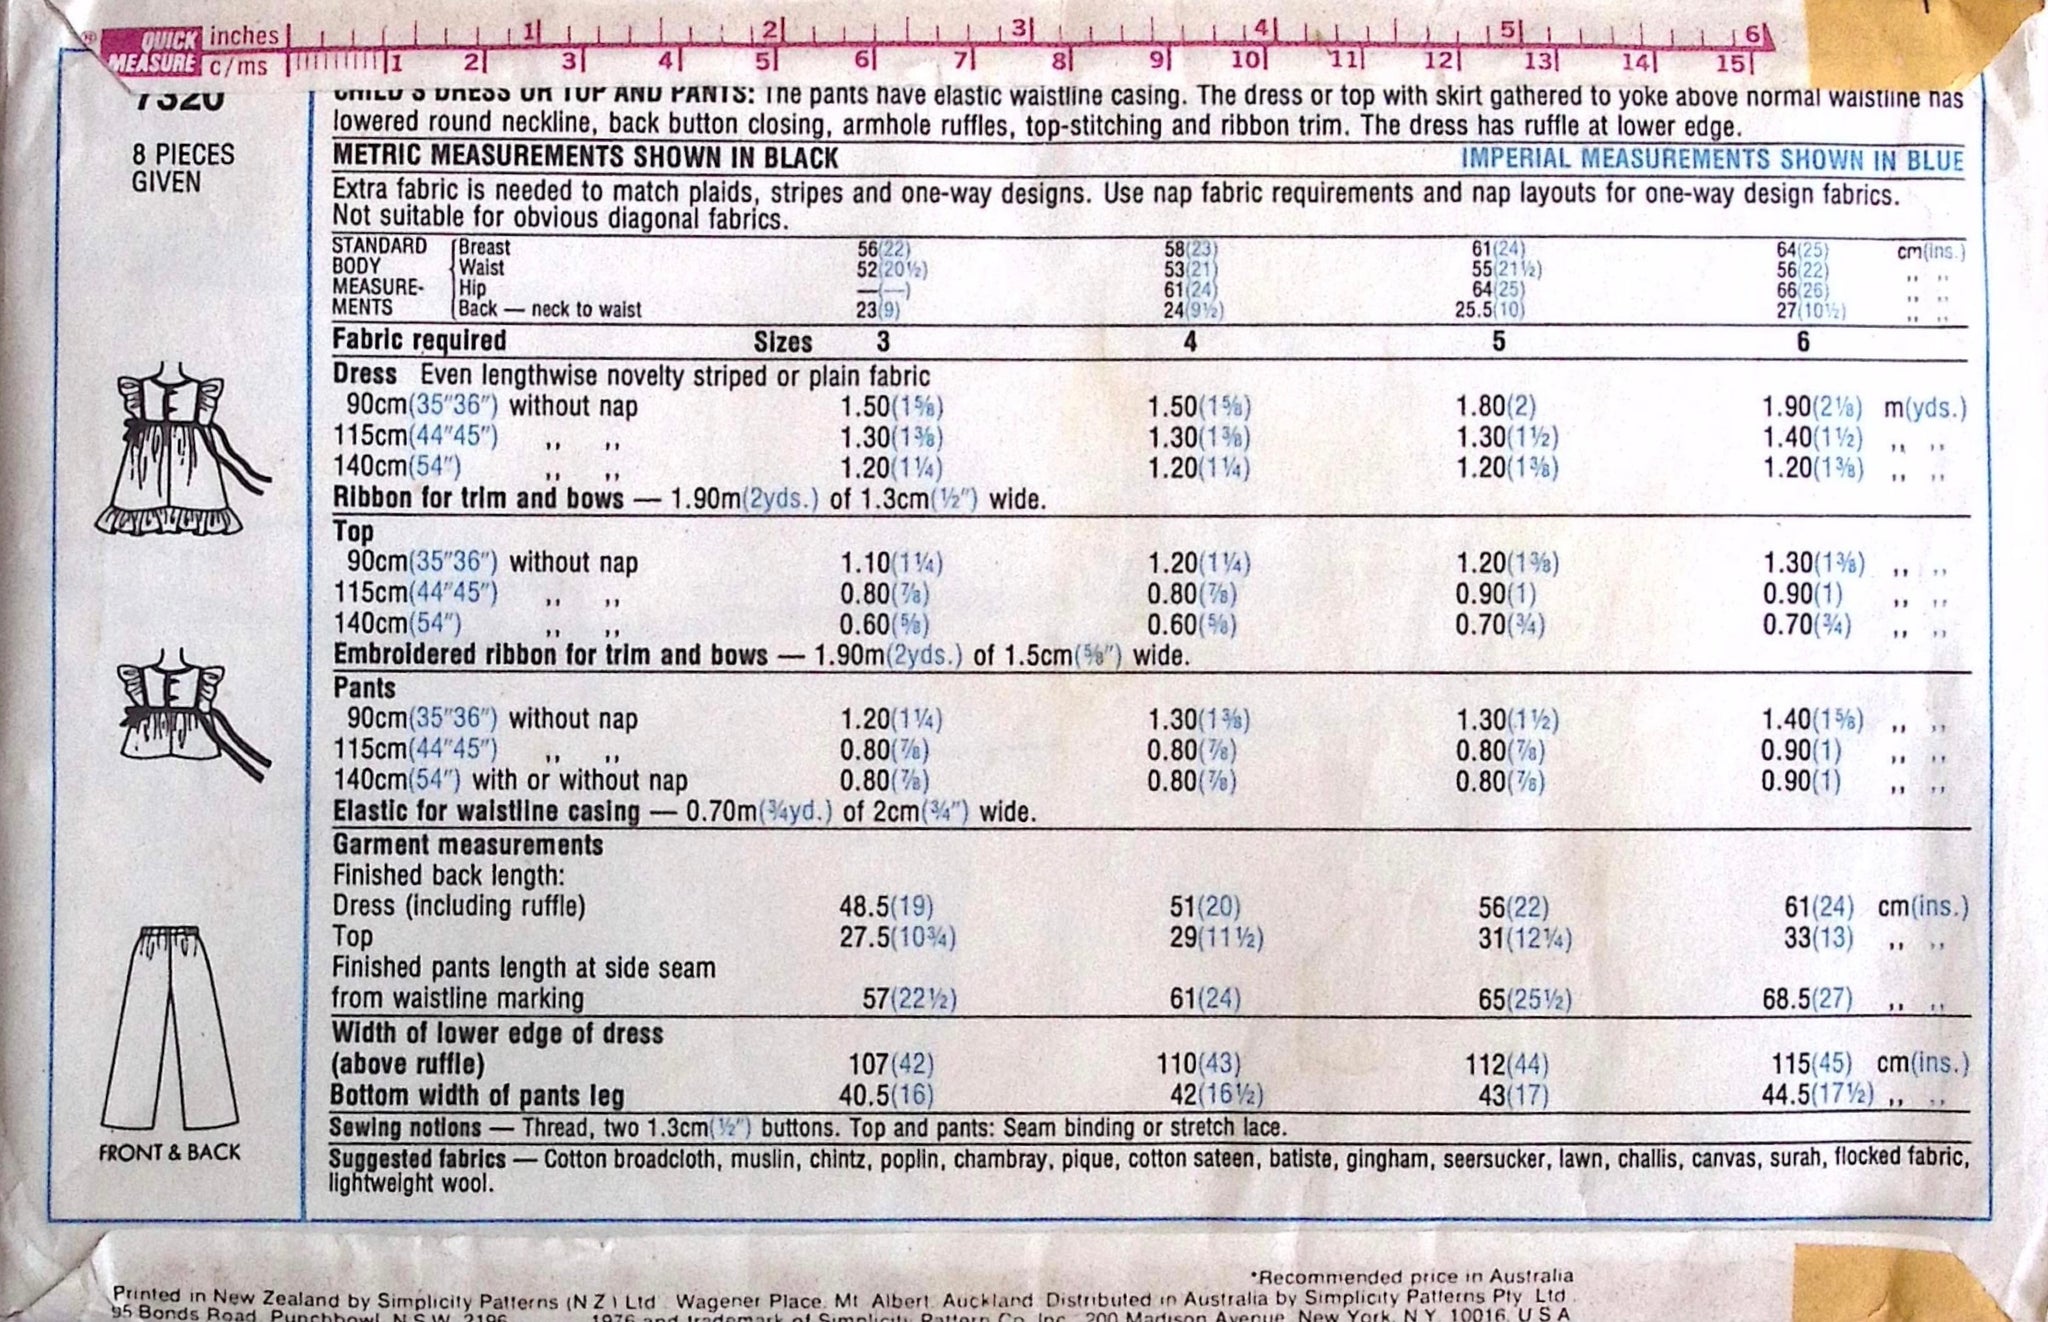 QUICK MEASURE inches 1 2 3 4 5 6
c/ms 1 2 3 4 5 6 7 8 9 10 11 12 13 14 15
7320
8 PIECES
GIVEN
CHILD'S DRESS OR TOP AND PANTS: The pants have elastic waistline casing. The dress or top with skirt gathered to yoke above normal waistline has
lowered round neckline, back button closing, armhole ruffles, top-stitching and ribbon trim. The dress has ruffle at lower edge.
METRIC MEASUREMENTS SHOWN IN BLACK IMPERIAL MEASUREMENTS SHOWN IN BLUE
Extra fabric is needed to match plaids, stripes and one-way designs. Use nap fabric requirements and nap layouts for one-way design fabrics.
Not suitable for obvious diagonal fabrics.
STANDARD Breast 56(22) 58(23) 61(24) 64(25) cm(ins.)
BODY Waist 52(20½) 53(21) 55(21½) 56(22) ,, ,,
MEASURE- Hip —(—) 61(24) 64(25) 66(26) ,, ,,
MENTS Back — neck to waist 23(9) 24(9½) 25.5(10) 27(10½) ,, ,,
Fabric required Sizes 3 4 5 6
Dress Even lengthwise novelty striped or plain fabric
90cm(35"36") without nap 1.50(1⅝) 1.50(1⅝) 1.80(2) 1.90(2⅛) m(yds.)
115cm(44"45") ,, ,, 1.30(1⅜) 1.30(1⅜) 1.30(1½) 1.40(1½) ,, ,,
140cm(54") ,, ,, 1.20(1¼) 1.20(1¼) 1.20(1⅜) 1.20(1⅜) ,, ,,
Ribbon for trim and bows — 1.90m(2yds.) of 1.3cm(½") wide.
Top
90cm(35"36") without nap 1.10(1¼) 1.20(1¼) 1.20(1⅜) 1.30(1⅜) ,, ,,
115cm(44"45") ,, ,, 0.80(⅞) 0.80(⅞) 0.90(1) 0.90(1) ,, ,,
140cm(54") ,, ,, 0.60(⅝) 0.60(⅝) 0.70(¾) 0.70(¾) ,, ,,
Embroidered ribbon for trim and bows — 1.90m(2yds.) of 1.5cm(⅝") wide.
Pants
90cm(35"36") without nap 1.20(1¼) 1.30(1⅜) 1.30(1½) 1.40(1⅝) ,, ,,
115cm(44"45") ,, ,, 0.80(⅞) 0.80(⅞) 0.80(⅞) 0.90(1) ,, ,,
140cm(54") with or without nap 0.80(⅞) 0.80(⅞) 0.80(⅞) 0.90(1) ,, ,,
Elastic for waistline casing — 0.70m(¾yd.) of 2cm(¾") wide.
Garment measurements
Finished back length:
Dress (including ruffle) 48.5(19) 51(20) 56(22) 61(24) cm(ins.)
Top 27.5(10¾) 29(11½) 31(12¼) 33(13) ,, ,,
Finished pants length at side seam
from waistline marking 57(22½) 61(24) 65(25½) 68.5(27) ,, ,,
Width of lower edge of dress
(above ruffle) 107(42) 110(43) 112(44) 115(45) cm(ins.)
Bottom width of pants leg 40.5(16) 42(16½) 43(17) 44.5(17½) ,, ,,
FRONT & BACK
Sewing notions — Thread, two 1.3cm(½") buttons. Top and pants: Seam binding or stretch lace.
Suggested fabrics — Cotton broadcloth, muslin, chintz, poplin, chambray, pique, cotton sateen, batiste, gingham, seersucker, lawn, challis, canvas, surah, flocked fabric,
lightweight wool.
*Recommended price in Australia
Printed in New Zealand by Simplicity Patterns (N Z ) Ltd . Wagener Place. Mt Albert. Auckland Distributed in Australia by Simplicity Patterns Pty Ltd .
95 Bonds Road, Punchbowl, N.S.W. 2196 1976 and trademark of Simplicity Pattern Co. Inc. 200 Madison Avenue, New York, N.Y. 10016, U S A